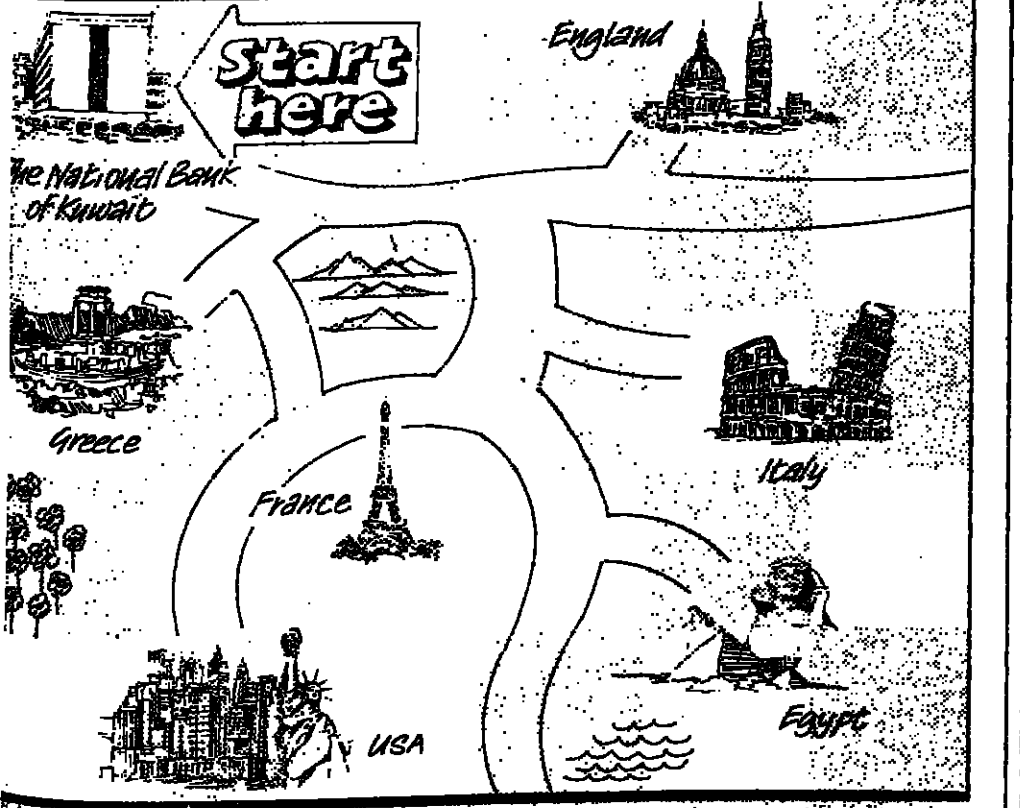 Start
here
England
The National Bank
of Kuwait
Greece
Italy
France
USA
Egypt